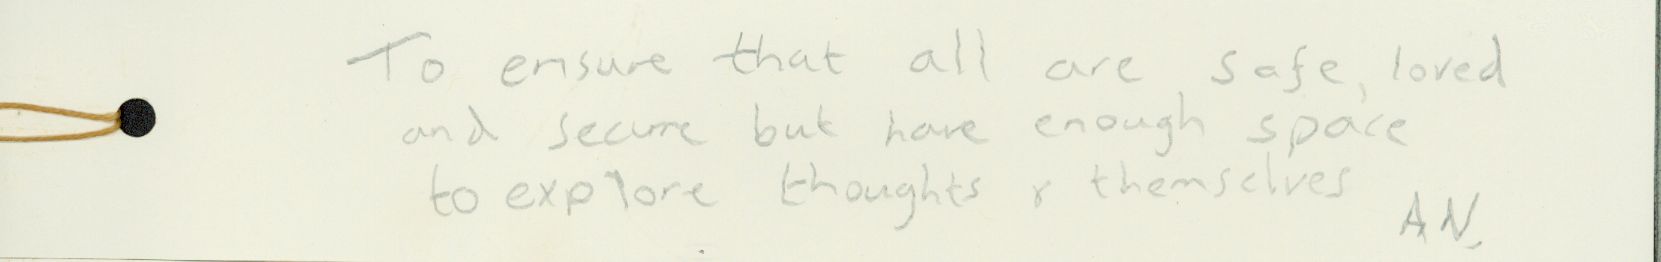 To ensure that all are safe, loved
and secure but have enough space
to explore thoughts & themselves
AN.